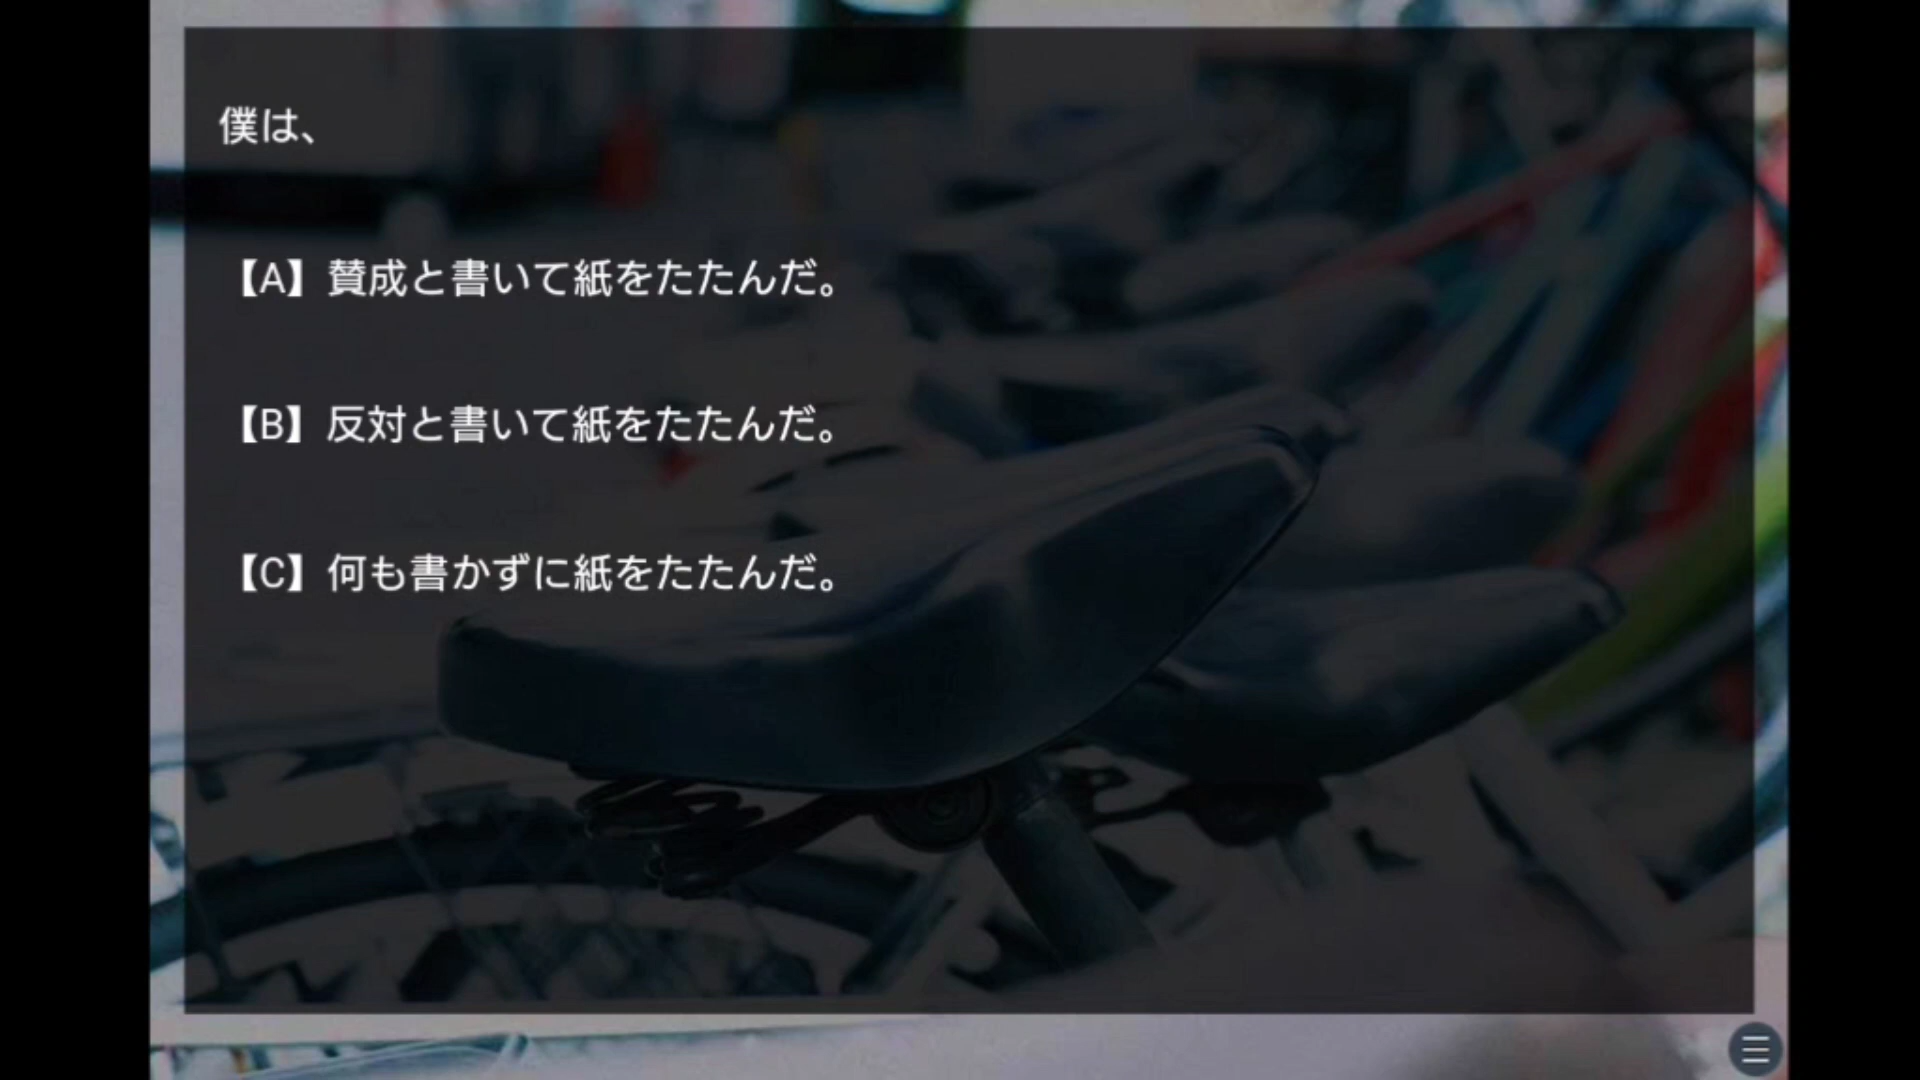 僕は、
【A】賛成と書いて紙をたたんだ。
【B】反対と書いて紙をたたんだ。
【C】何も書かずに紙をたたんだ。